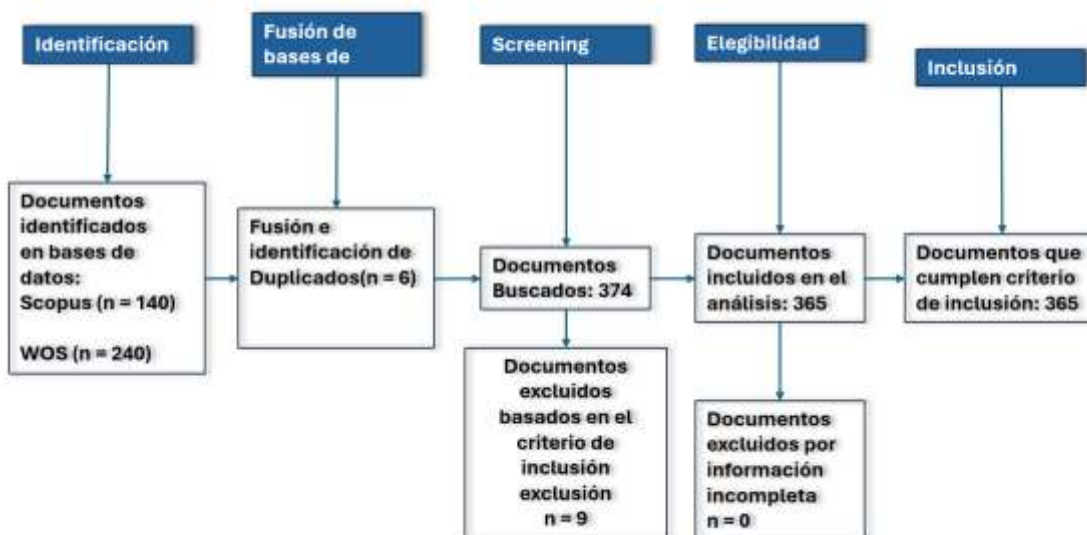 Identificación
Fusión de
bases de
Screening
Elegibilidad
Inclusión
Documentos
identificados
en bases de
datos:
Scopus (n = 140)
WOS (n = 240)
Fusión e
identificación de
Duplicados(n = 6)
Documentos
Buscados: 374
Documentos
incluidos en el
análisis: 365
Documentos que
cumplen criterio
de inclusión: 365
Documentos
excluidos
basados en el
criterio de
inclusión
exclusión
n = 9
Documentos
excluidos por
información
incompleta
n = 0